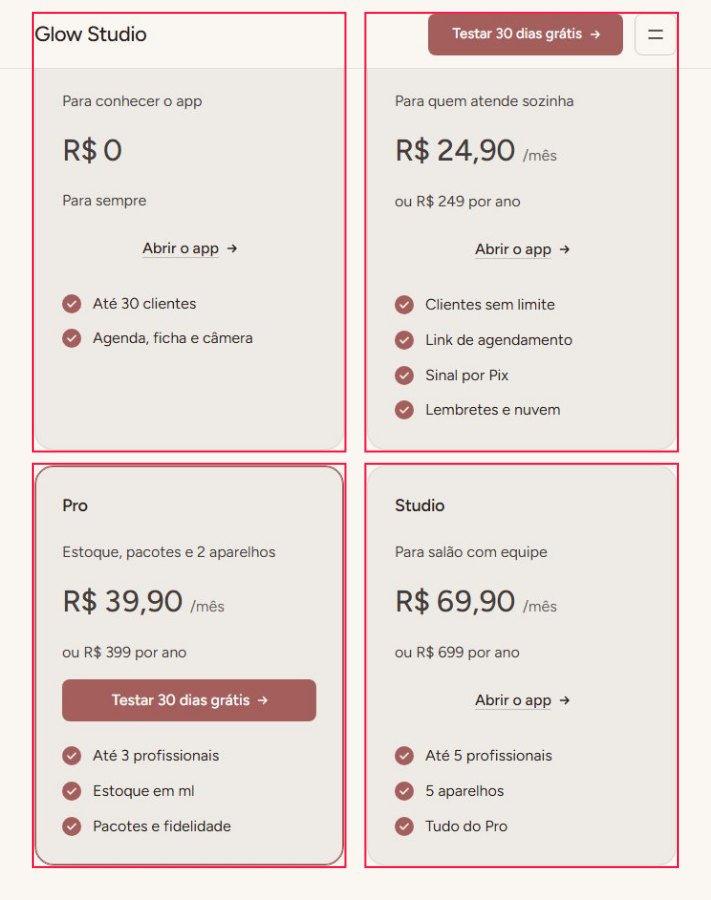 Glow Studio
Testar 30 dias grátis →
Para conhecer o app
R$ 0
Para sempre
Abrir o app →
Até 30 clientes
Agenda, ficha e câmera
Para quem atende sozinha
R$ 24,90 /mês
ou R$ 249 por ano
Abrir o app →
Clientes sem limite
Link de agendamento
Sinal por Pix
Lembretes e nuvem
Pro
Estoque, pacotes e 2 aparelhos
R$ 39,90 /mês
ou R$ 399 por ano
Testar 30 dias grátis →
Até 3 profissionais
Estoque em ml
Pacotes e fidelidade
Studio
Para salão com equipe
R$ 69,90 /mês
ou R$ 699 por ano
Abrir o app →
Até 5 profissionais
5 aparelhos
Tudo do Pro